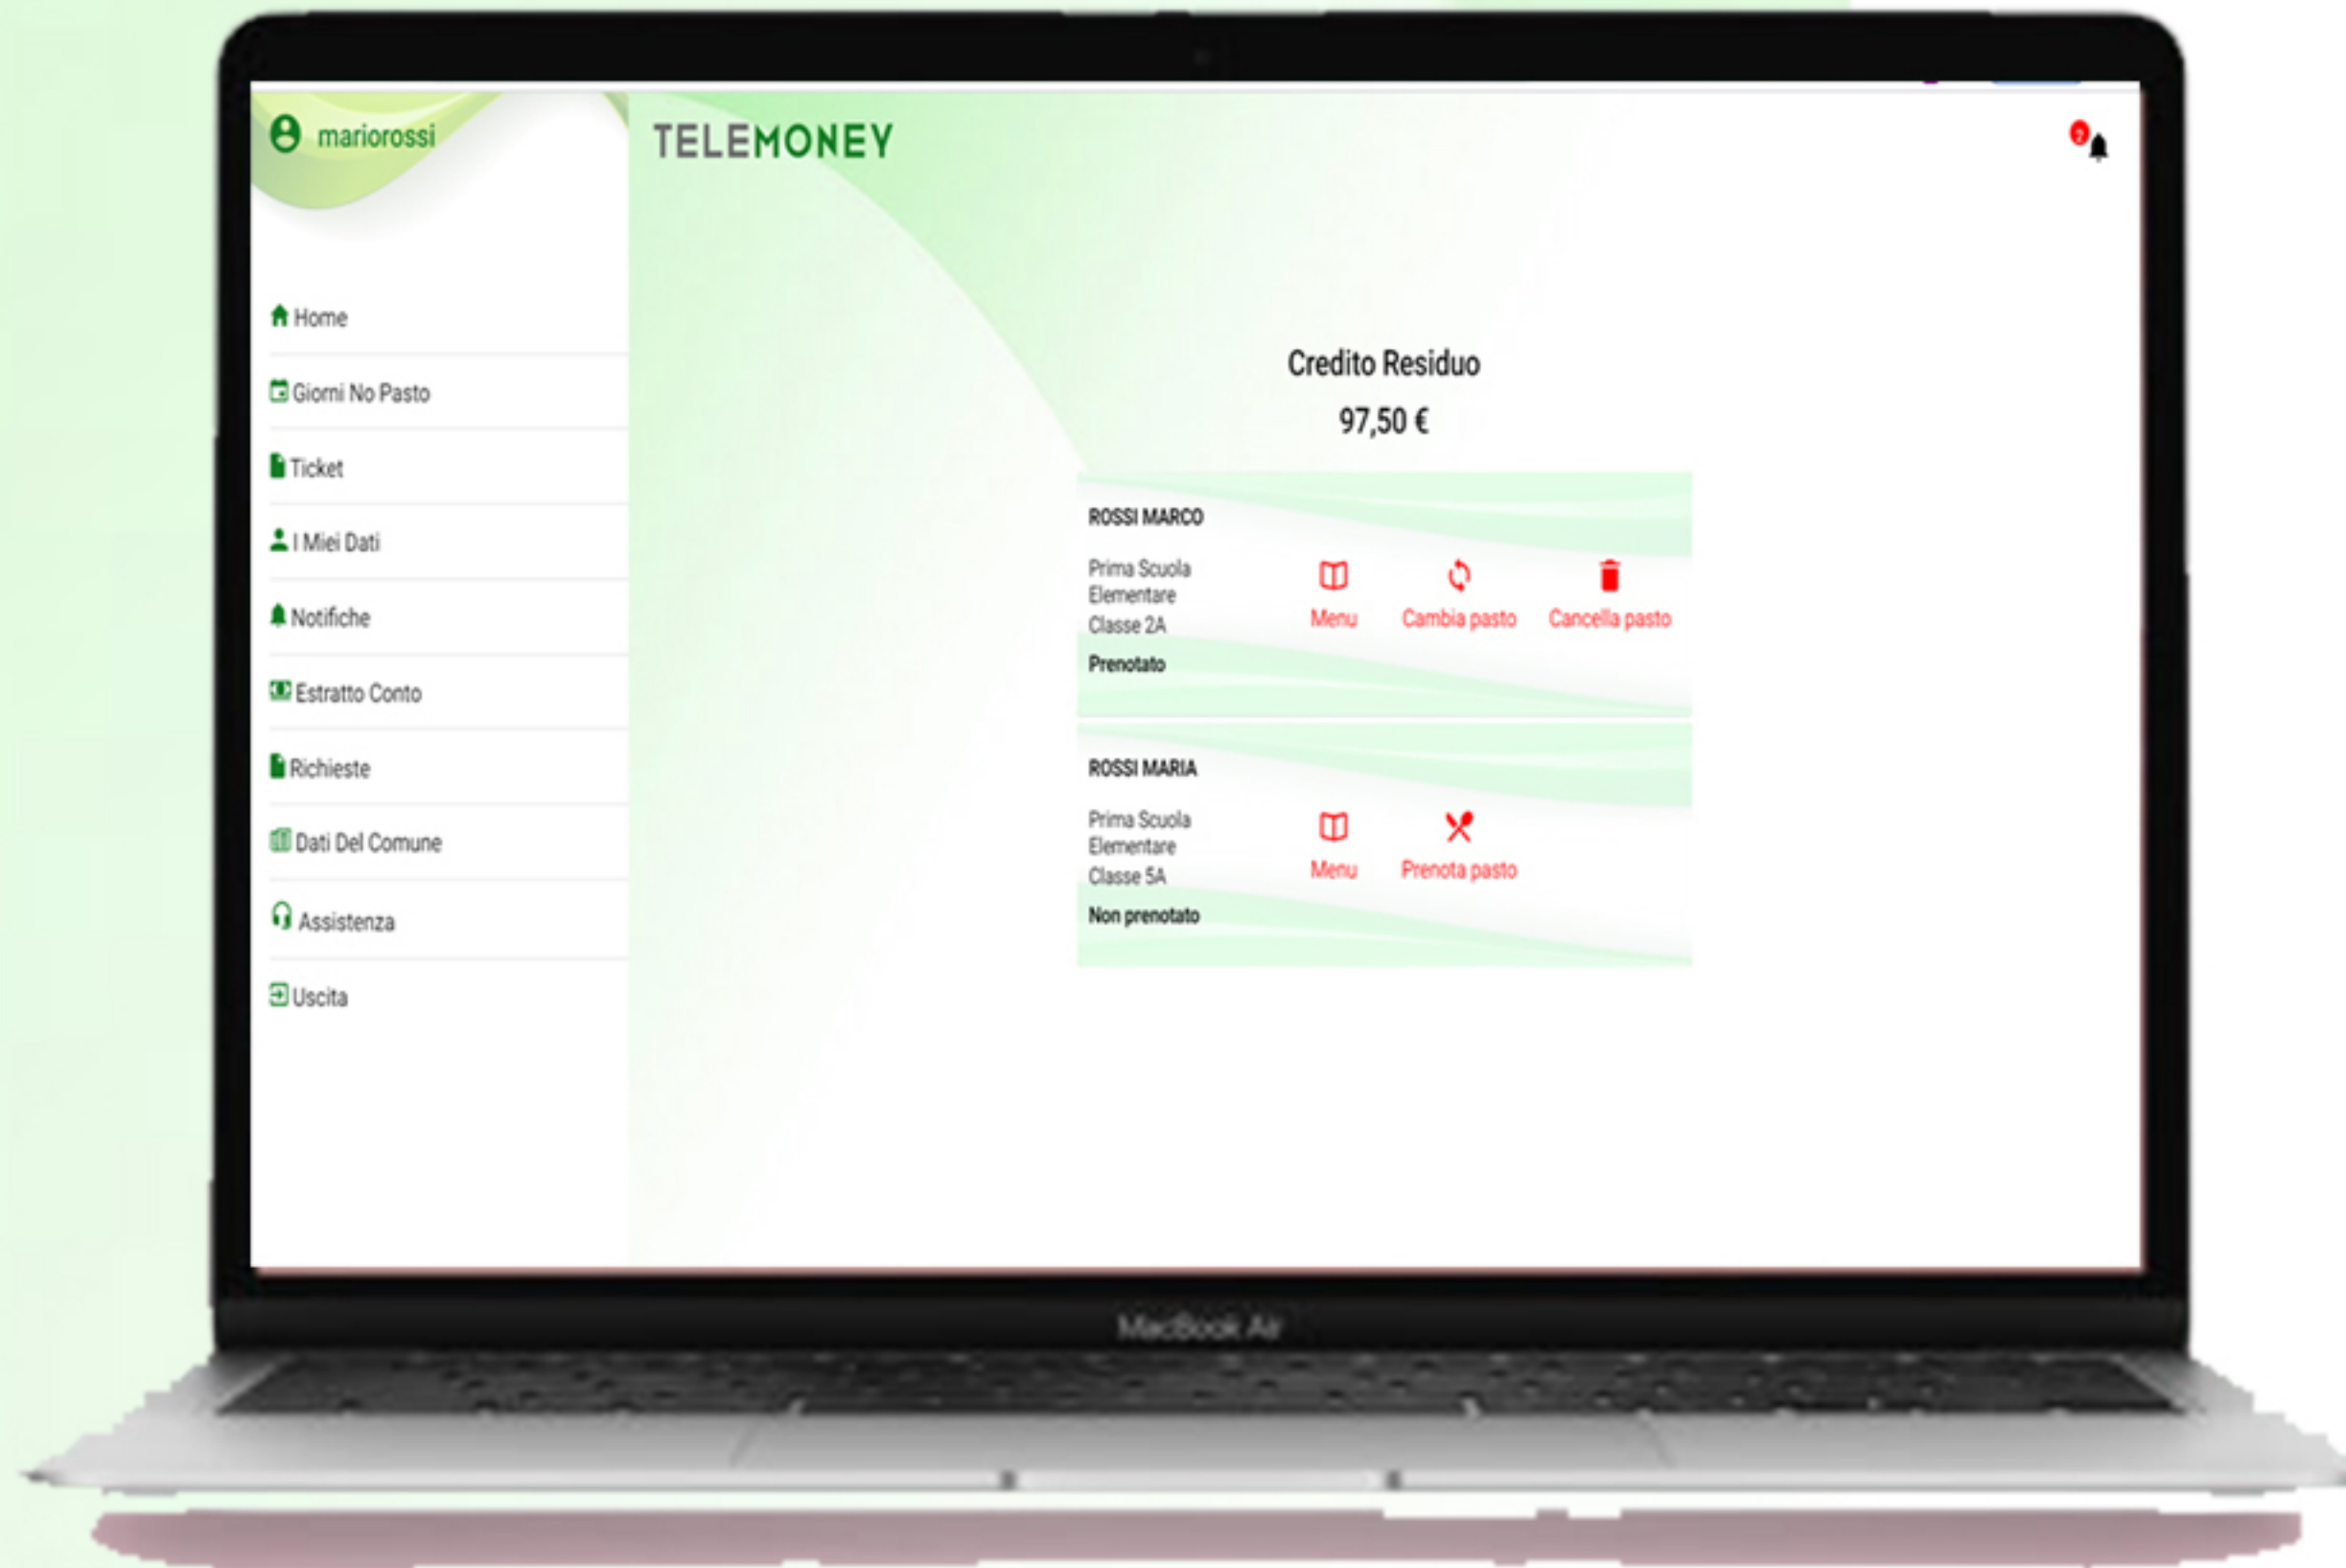 mariorossi
TELEMONEY
2
Home
Giorni No Pasto
Ticket
I Miei Dati
Notifiche
Estratto Conto
Richieste
Dati Del Comune
Assistenza
Uscita
Credito Residuo
97,50 €
ROSSI MARCO
Prima Scuola
Elementare
Classe 2A
Prenotato
Menu
Cambia pasto
Cancella pasto
ROSSI MARIA
Prima Scuola
Elementare
Classe 5A
Non prenotato
Menu
Prenota pasto
MacBook Air